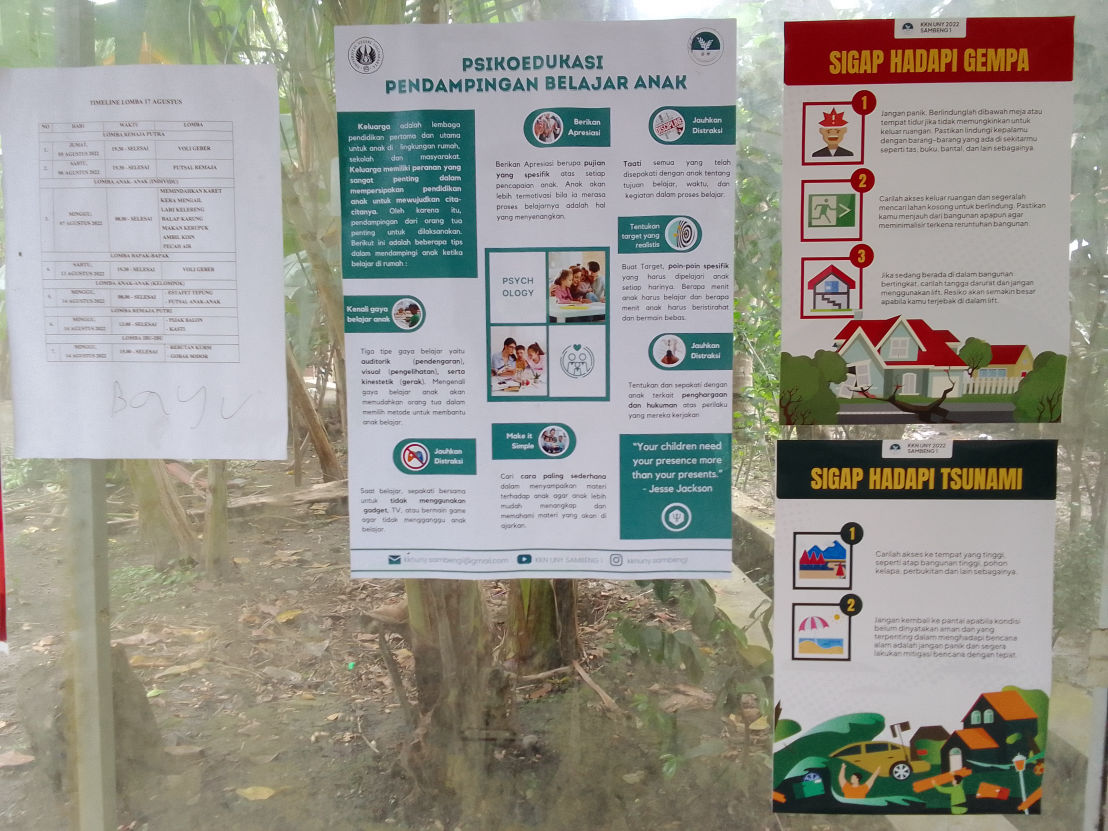 TIMELINE LOMBA 17 AGUSTUS
NO HARI WAKTU LOMBA
LOMBA REMAJA PUTRA
1. JUMAT, 05 AGUSTUS 2022 19.30 - SELESAI VOLI GEBER
2. SABTU, 06 AGUSTUS 2022 19.30 - SELESAI FUTSAL REMAJA
LOMBA ANAK- ANAK (INDIVIDU)
3. MINGGU, 07 AGUSTUS 2022 08.00 - SELESAI
MEMINDAHKAN KARET
KERA MENGAIL
LARI KELERENG
BALAP KARUNG
MAKAN KERUPUK
AMBIL KOIN
PECAH AIR
LOMBA BAPAK-BAPAK
4. SABTU, 13 AGUSTUS 2022 19.30 - SELESAI VOLI GEBER
LOMBA ANAK-ANAK (KELOMPOK)
5. MINGGU, 14 AGUSTUS 2022 08.00 - SELESAI
- ESTAFET TEPUNG
- FUTSAL ANAK-ANAK
LOMBA REMAJA PUTRI
6. MINGGU, 14 AGUSTUS 2022 13.00 - SELESAI
- PIJAK BALON
- KASTI
LOMBA IBU-IBU
7. MINGGU, 14 AGUSTUS 2022 15.00 - SELESAI
- REBUTAN KURSI
- GOBAK SODOR
PSIKOEDUKASI
PENDAMPINGAN BELAJAR ANAK
Keluarga adalah lembaga
pendidikan pertama dan utama
untuk anak di lingkungan rumah,
sekolah dan masyarakat.
Keluarga memiliki peranan yang
sangat penting dalam
mempersipakan pendidikan
anak untuk mewujudkan cita-
citanya. Oleh karena itu,
pendampingan dari orang tua
penting untuk dilaksanakan.
Berikut ini adalah beberapa tips
dalam mendampingi anak ketika
belajar di rumah :
Kenali gaya
belajar anak
Tiga tipe gaya belajar yaitu
auditorik (pendengaran),
visual (pengelihatan), serta
kinestetik (gerak). Mengenali
gaya belajar anak akan
memudahkan orang tua dalam
memilih metode untuk membantu
anak belajar.
Jauhkan
Distraksi
Saat belajar, sepakati bersama
untuk tidak menggunakan
gadget, TV, atau bermain game
agar tidak mengganggu anak
belajar.
Berikan
Apresiasi
Berikan Apresiasi berupa pujian
yang spesifik atas setiap
pencapaian anak. Anak akan
lebih termotivasi bila ia merasa
proses belajarnya adalah hal
yang menyenangkan.
PSYCH
OLOGY
Make it
Simple
Cari cara paling sederhana
dalam menyampaikan materi
terhadap anak agar anak lebih
mudah menangkap dan
memahami materi yang akan di
ajarkan.
Jauhkan
Distraksi
Taati semua yang telah
disepakati dengan anak tentang
tujuan belajar, waktu, dan
kegiatan dalam proses belajar.
Tentukan
target yang
realistis
Buat Target, poin-poin spesifik
yang harus dipelajari anak
setiap harinya. Berapa menit
anak harus belajar dan berapa
menit anak harus beristirahat
dan bermain bebas.
Jauhkan
Distraksi
Tentukan dan sepakati dengan
anak terkait penghargaan
dan hukuman atas perilaku
yang mereka kerjakan
"Your children need
your presence more
than your presents."
- Jesse Jackson
kknuny.sambeng1@gmail.com KKN UNY SAMBENG 1 kknuny.sambeng1
KKN UNY 2022
SAMBENG 1
SIGAP HADAPI GEMPA
1
Jangan panik. Berlindunglah dibawah meja atau
tempat tidur jika tidak memungkinkan untuk
keluar ruangan. Pastikan lindungi kepalamu
dengan barang-barang yang ada di sekitarmu
seperti tas, buku, bantal, dan lain sebagainya.
2
Carilah akses keluar ruangan dan segeralah
mencari lahan kosong untuk berlindung. Pastikan
kamu menjauh dari bangunan apapun agar
meminimalisir terkena reruntuhan bangunan.
3
Jika sedang berada di dalam bangunan
bertingkat, carilah tangga darurat dan jangan
menggunakan lift. Resiko akan semakin besar
apabila kamu terjebak di dalam lift.
KKN UNY 2022
SAMBENG 1
SIGAP HADAPI TSUNAMI
1
Carilah akses ke tempat yang tinggi,
seperti atap bangunan tinggi, pohon
kelapa, perbukitan dan lain sebagainya.
2
Jangan kembali ke pantai apabila kondisi
belum dinyatakan aman dan yang
terpenting dalam menghadapi bencana
alam adalah jangan panik dan segera
lakukan mitigasi bencana dengan tepat.